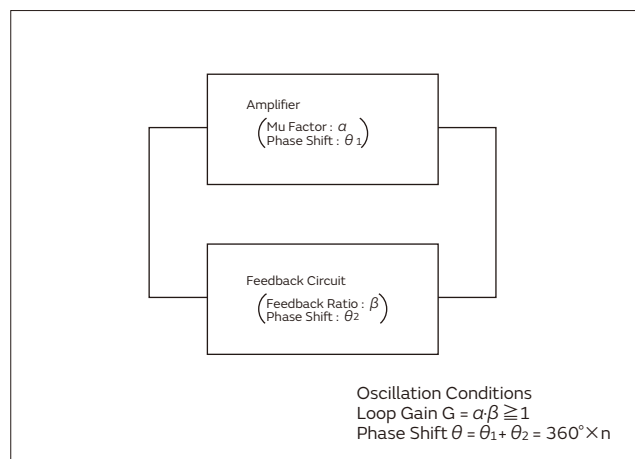 Amplifier
(Mu Factor : α
Phase Shift : θ1)
Feedback Circuit
(Feedback Ratio : β
Phase Shift : θ2)
Oscillation Conditions
Loop Gain G = α·β ≧ 1
Phase Shift θ = θ1 + θ2 = 360° × n